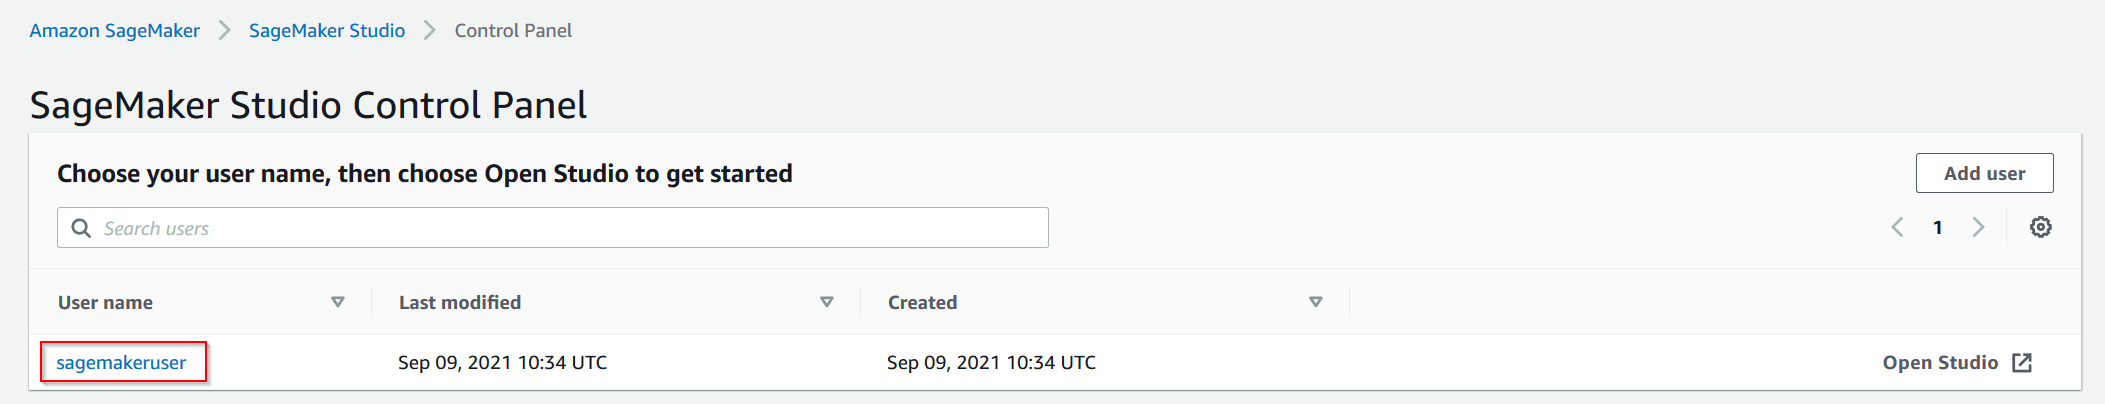 Amazon SageMaker > SageMaker Studio > Control Panel
SageMaker Studio Control Panel
Choose your user name, then choose Open Studio to get started
Add user
Search users
1
User name Last modified Created
sagemakeruser Sep 09, 2021 10:34 UTC Sep 09, 2021 10:34 UTC Open Studio